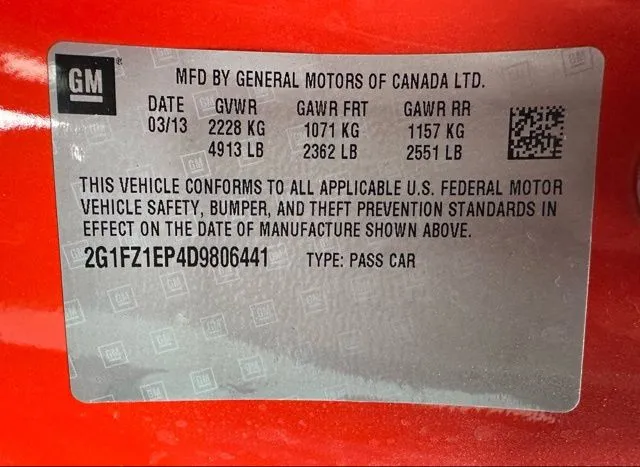 GM
MFD BY GENERAL MOTORS OF CANADA LTD.
DATE GVWR GAWR FRT GAWR RR
03/13 2228 KG 1071 KG 1157 KG
4913 LB 2362 LB 2551 LB
THIS VEHICLE CONFORMS TO ALL APPLICABLE U.S. FEDERAL MOTOR
VEHICLE SAFETY, BUMPER, AND THEFT PREVENTION STANDARDS IN
EFFECT ON THE DATE OF MANUFACTURE SHOWN ABOVE.
2G1FZ1EP4D9806441 TYPE: PASS CAR